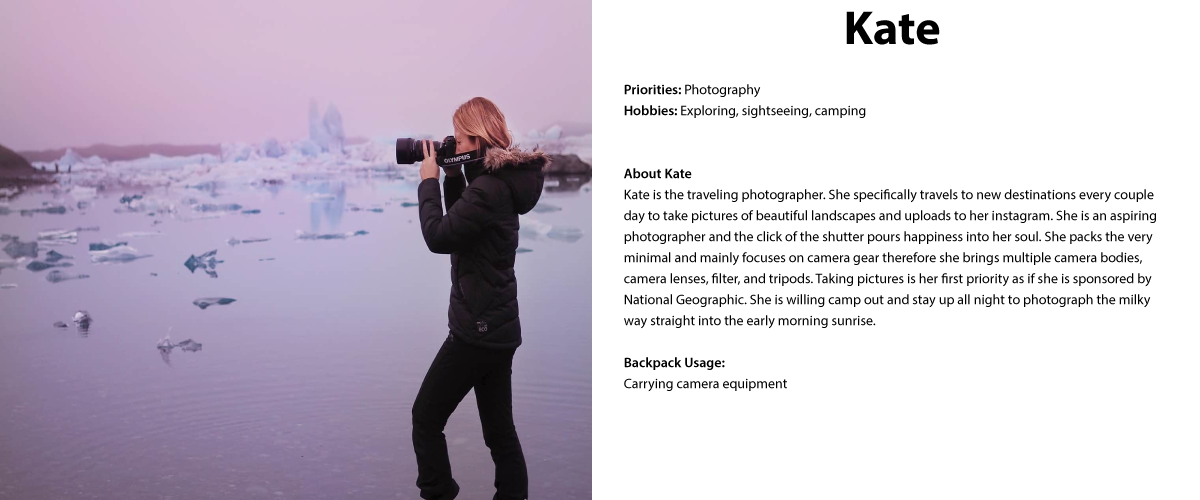 Kate
Priorities: Photography
Hobbies: Exploring, sightseeing, camping
About Kate
Kate is the traveling photographer. She specifically travels to new destinations every couple
day to take pictures of beautiful landscapes and uploads to her instagram. She is an aspiring
photographer and the click of the shutter pours happiness into her soul. She packs the very
minimal and mainly focuses on camera gear therefore she brings multiple camera bodies,
camera lenses, filter, and tripods. Taking pictures is her first priority as if she is sponsored by
National Geographic. She is willing camp out and stay up all night to photograph the milky
way straight into the early morning sunrise.
Backpack Usage:
Carrying camera equipment
OLYMPUS